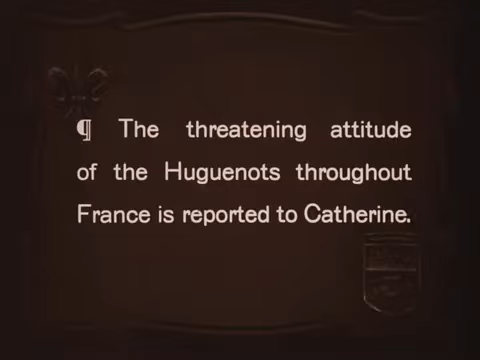 ¶ The threatening attitude
of the Huguenots throughout
France is reported to Catherine.